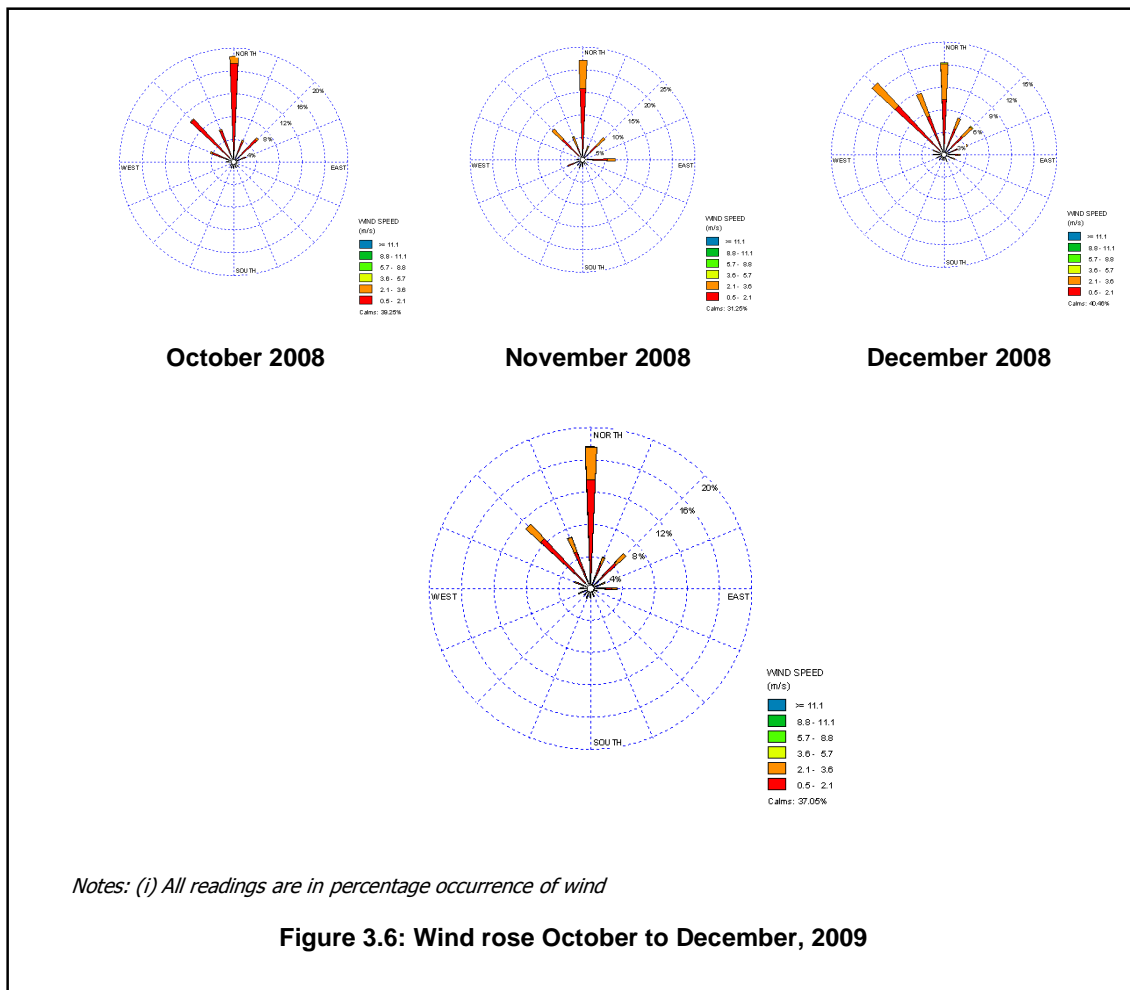 NORTH
20%
16%
12%
8%
4%
WEST
EAST
SOUTH
WIND SPEED
(m/s)
>= 11.1
8.8 - 11.1
5.7 - 8.8
3.6 - 5.7
2.1 - 3.6
0.5 - 2.1
Calms: 39.25%
October 2008
NORTH
25%
20%
15%
10%
5%
WEST
EAST
SOUTH
WIND SPEED
(m/s)
>= 11.1
8.8 - 11.1
5.7 - 8.8
3.6 - 5.7
2.1 - 3.6
0.5 - 2.1
Calms: 31.25%
November 2008
NORTH
15%
12%
9%
6%
3%
WEST
EAST
SOUTH
WIND SPEED
(m/s)
>= 11.1
8.8 - 11.1
5.7 - 8.8
3.6 - 5.7
2.1 - 3.6
0.5 - 2.1
Calms: 40.46%
December 2008
NORTH
20%
16%
12%
8%
4%
WEST
EAST
SOUTH
WIND SPEED
(m/s)
>= 11.1
8.8 - 11.1
5.7 - 8.8
3.6 - 5.7
2.1 - 3.6
0.5 - 2.1
Calms: 37.05%
Notes: (i) All readings are in percentage occurrence of wind
Figure 3.6: Wind rose October to December, 2009